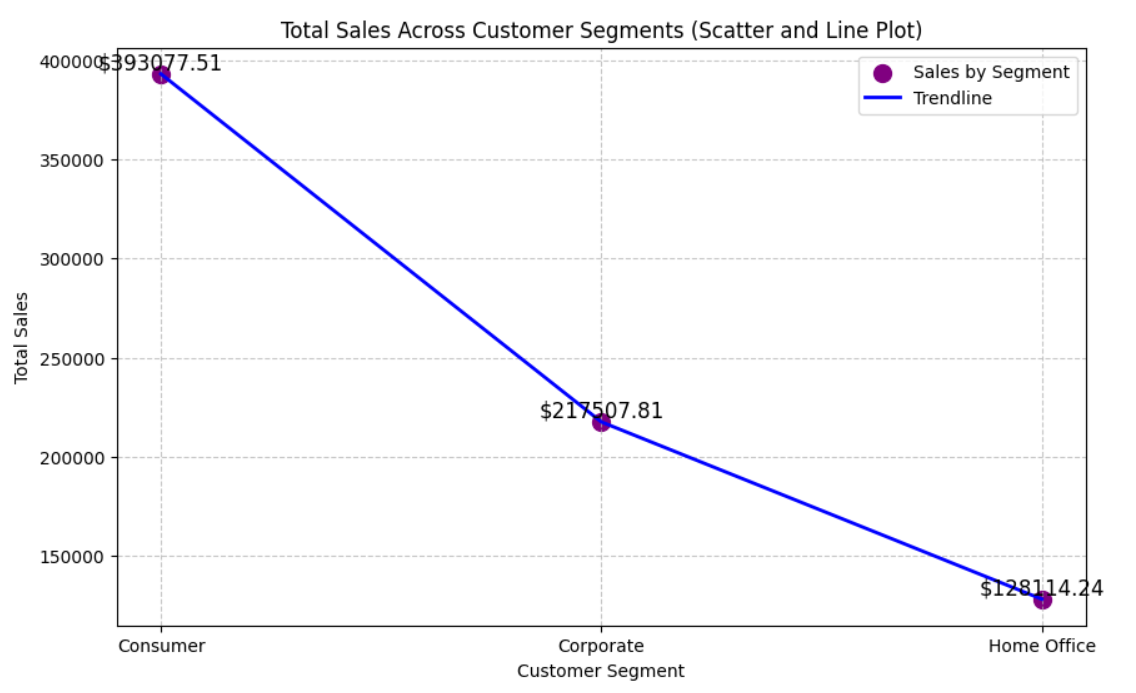 Total Sales Across Customer Segments (Scatter and Line Plot)
Sales by Segment
Trendline
Total Sales
400000
350000
300000
250000
200000
150000
$393077.51
$217507.81
$128114.24
Consumer
Corporate
Home Office
Customer Segment